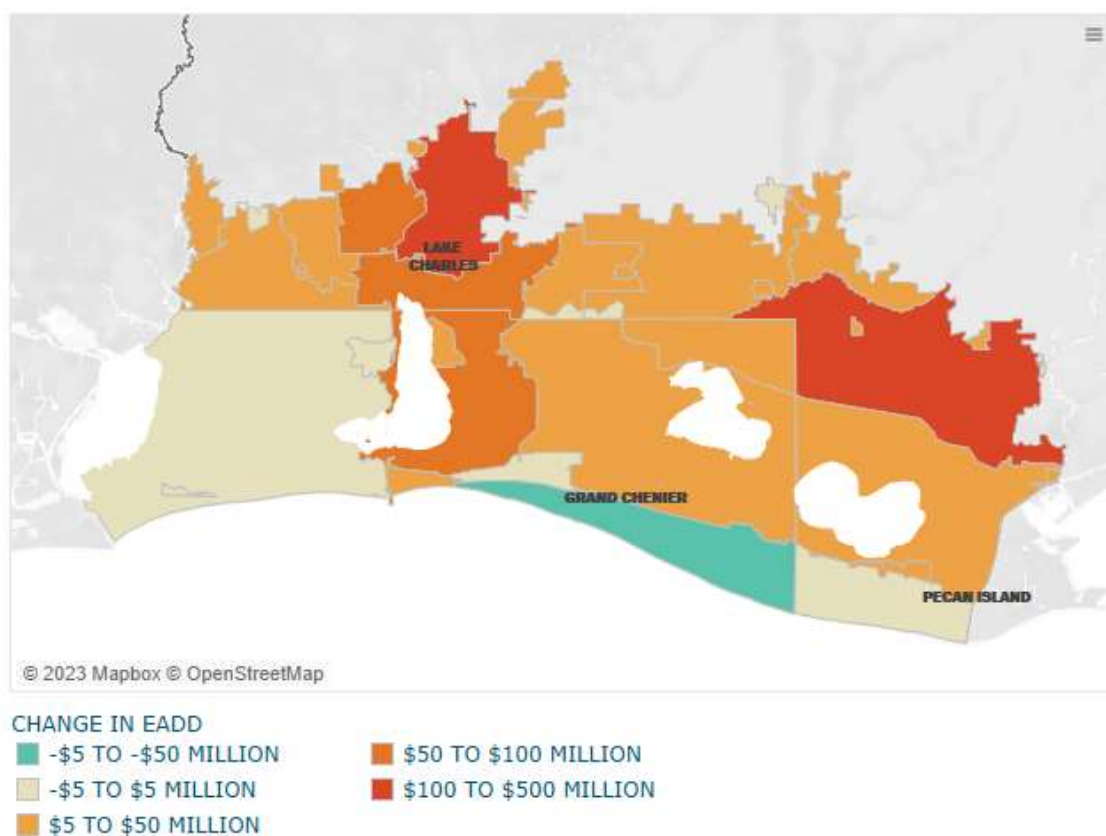 LAKE
CHARLES
GRAND CHENIER
PECAN ISLAND
© 2023 Mapbox © OpenStreetMap
CHANGE IN EADD
-$5 TO -$50 MILLION
-$5 TO $5 MILLION
$5 TO $50 MILLION
$50 TO $100 MILLION
$100 TO $500 MILLION